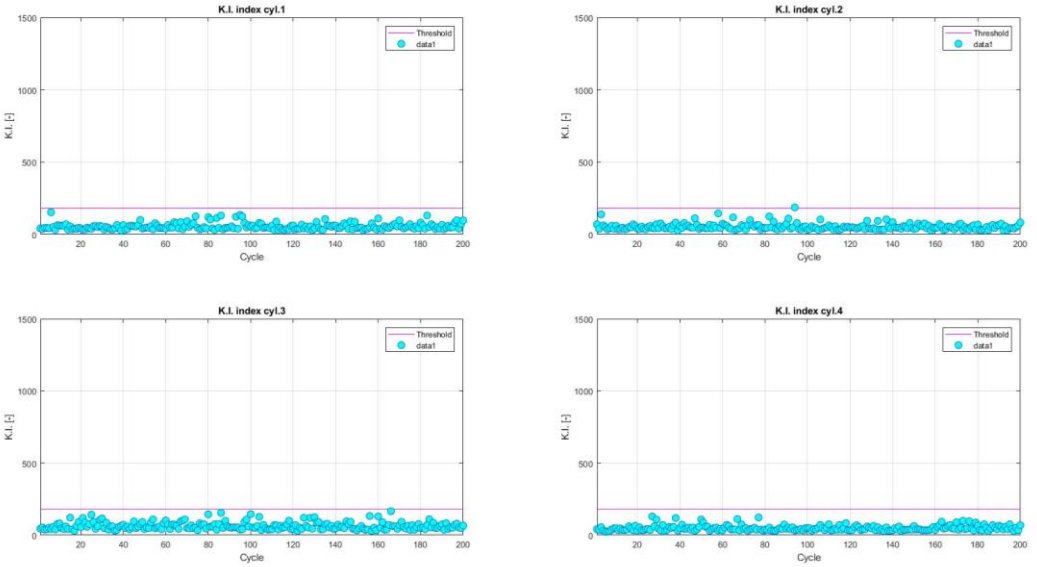 K.I. index cyl.1
1500
1000
500
0
K.I. [-]
20 40 60 80 100 120 140 160 180 200
Cycle
Threshold
data1
K.I. index cyl.2
1500
1000
500
0
K.I. [-]
20 40 60 80 100 120 140 160 180 200
Cycle
Threshold
data1
K.I. index cyl.3
1500
1000
500
0
K.I. [-]
20 40 60 80 100 120 140 160 180 200
Cycle
Threshold
data1
K.I. index cyl.4
1500
1000
500
0
K.I. [-]
20 40 60 80 100 120 140 160 180 200
Cycle
Threshold
data1